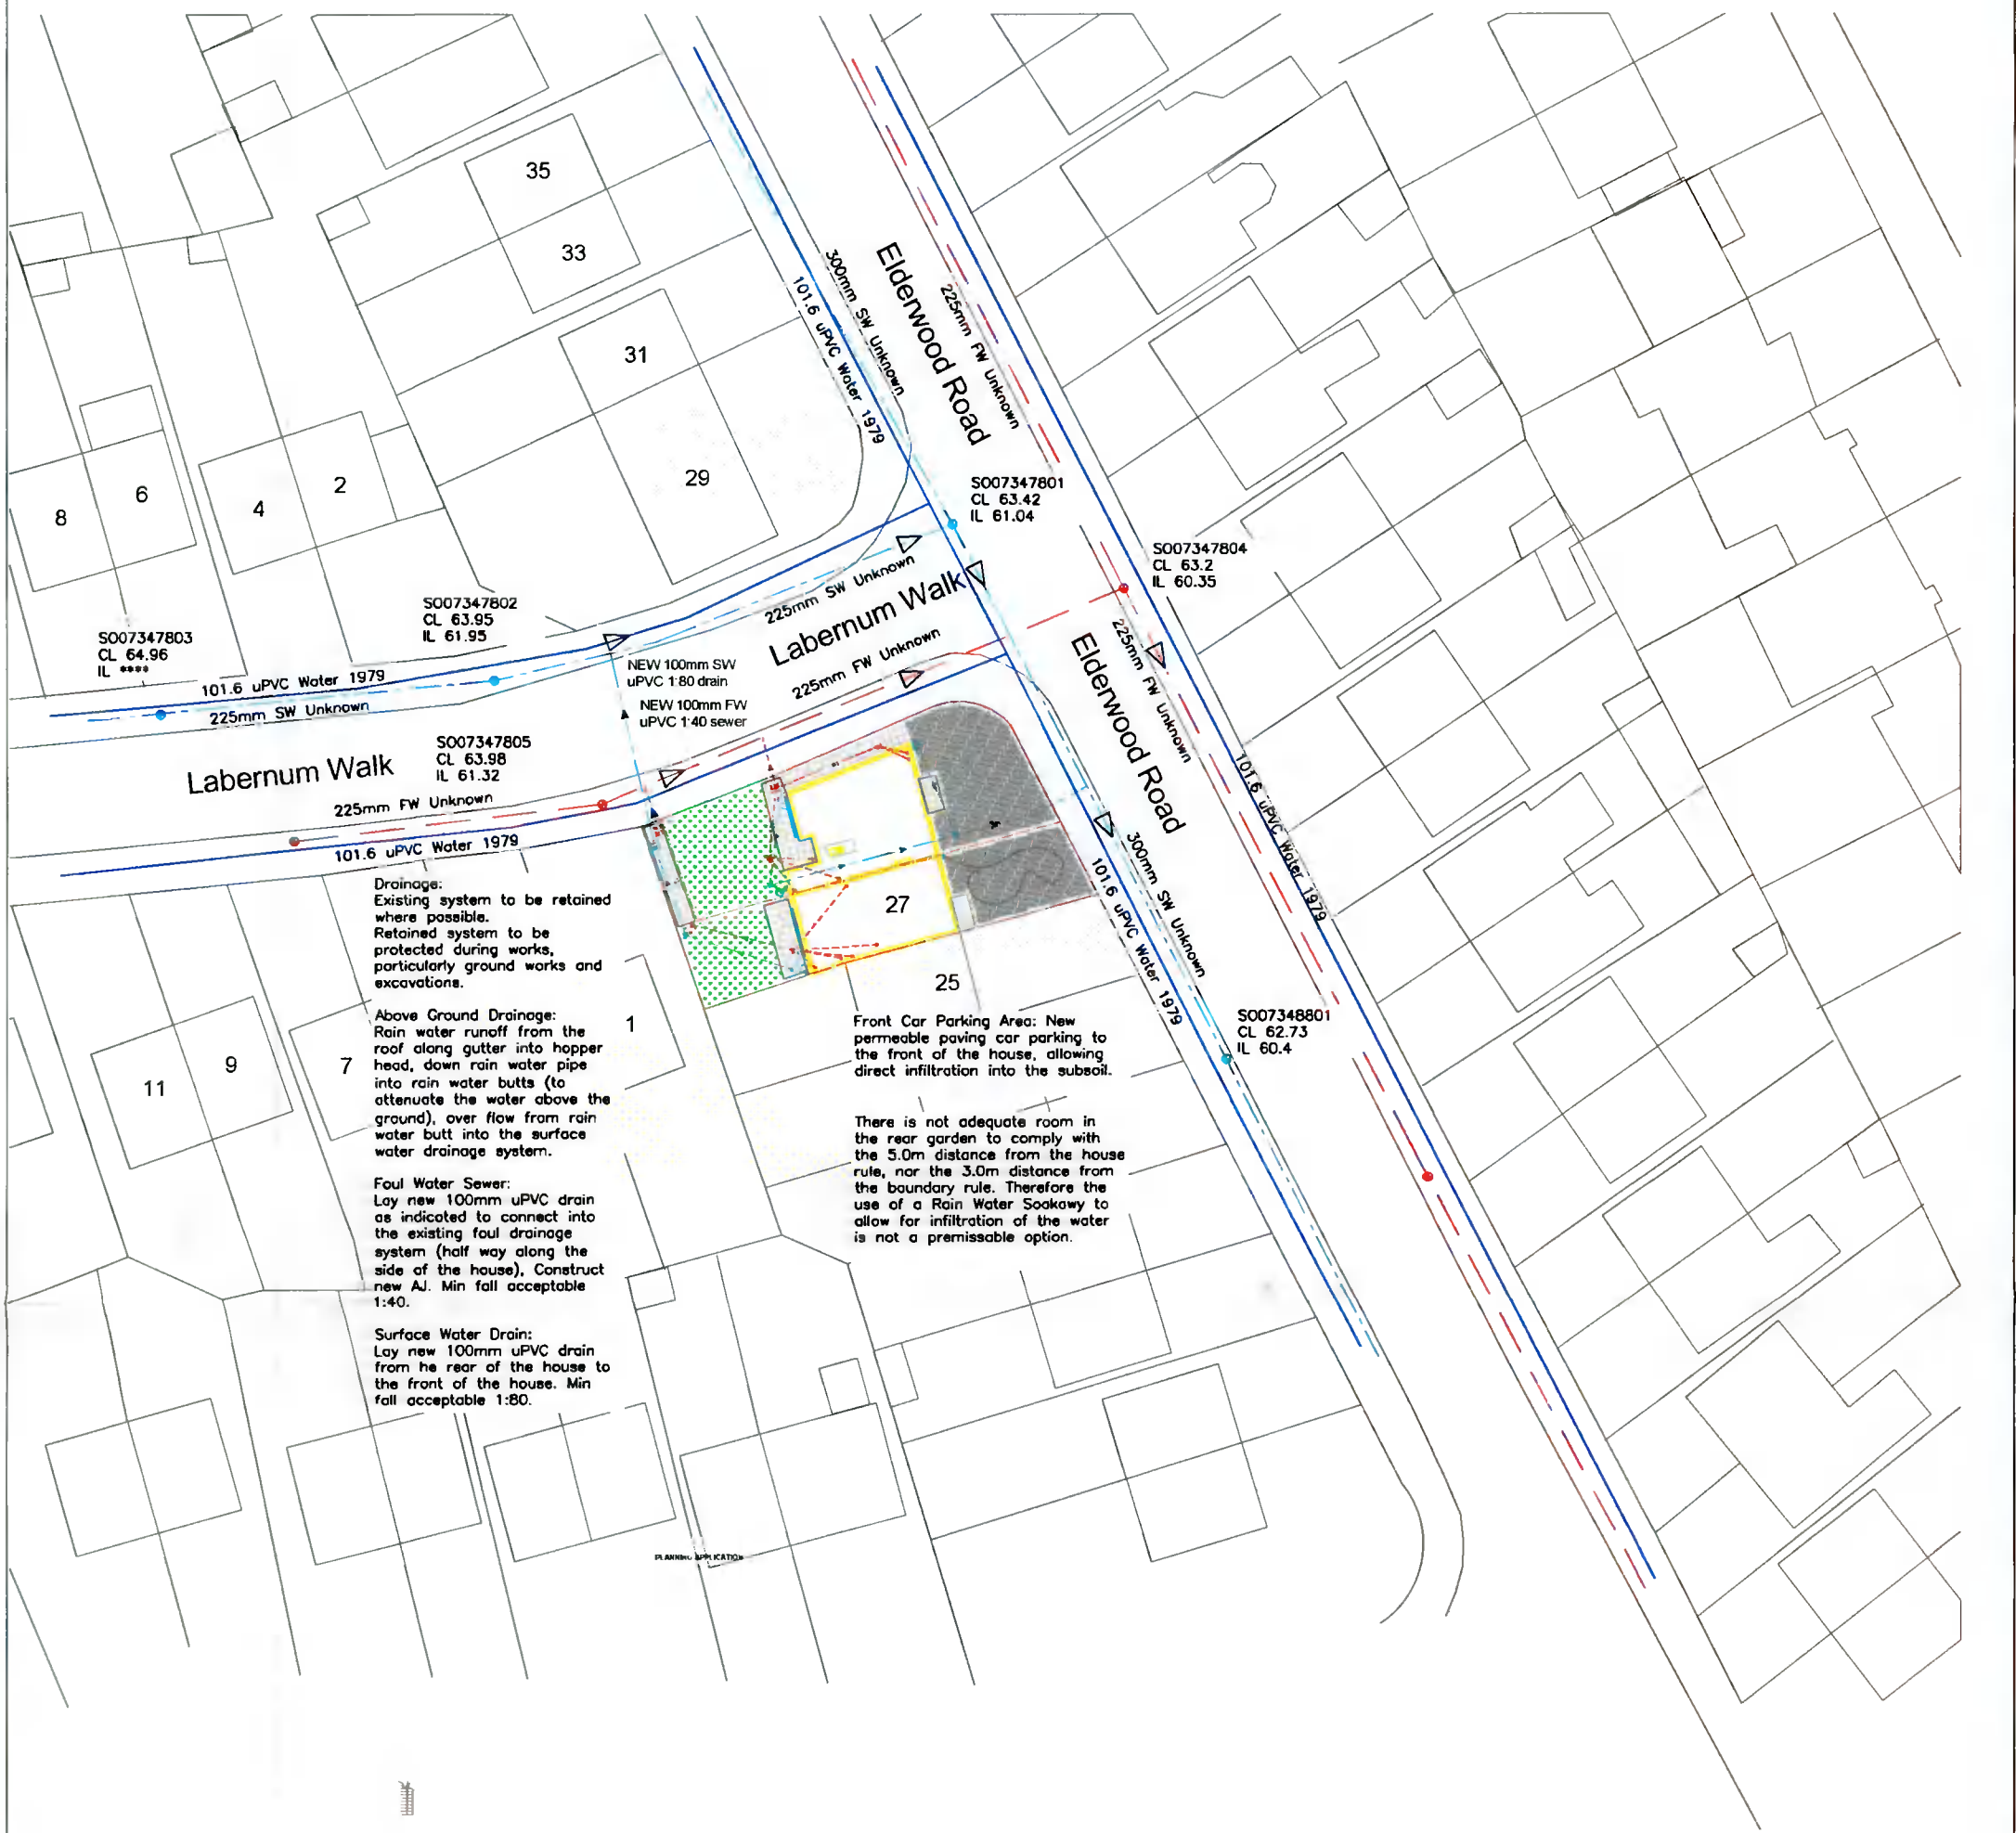 35
33
31
29
300mm SW Unknown
101.6 uPVC Water 1979
Elderwood Road
225mm FW Unknown
8
6
4
2
SO07347801
CL 63.42
IL 61.04
SO07347804
CL 63.2
IL 60.35
SO07347803
CL 64.96
IL ****
SO07347802
CL 63.95
IL 61.95
101.6 uPVC Water 1979
225mm SW Unknown
225mm SW Unknown
Labernum Walk
225mm FW Unknown
NEW 100mm SW
uPVC 1:80 drain
NEW 100mm FW
uPVC 1:40 sewer
Labernum Walk
SO07347805
CL 63.98
IL 61.32
225mm FW Unknown
101.6 uPVC Water 1979
Elderwood Road
225mm FW Unknown
101.6 uPVC Water 1979
300mm SW Unknown
101.6 uPVC Water 1979
27
25
1
7
9
11
SO07348801
CL 62.73
IL 60.4
Drainage:
Existing system to be retained
where possible.
Retained system to be
protected during works,
particularly ground works and
excavations.
Above Ground Drainage:
Rain water runoff from the
roof along gutter into hopper
head, down rain water pipe
into rain water butts (to
attenuate the water above the
ground), over flow from rain
water butt into the surface
water drainage system.
Foul Water Sewer:
Lay new 100mm uPVC drain
as indicated to connect into
the existing foul drainage
system (half way along the
side of the house), Construct
new AJ. Min fall acceptable
1:40.
Surface Water Drain:
Lay new 100mm uPVC drain
from he rear of the house to
the front of the house. Min
fall acceptable 1:80.
Front Car Parking Area: New
permeable paving car parking to
the front of the house, allowing
direct infiltration into the subsoil.
There is not adequate room in
the rear garden to comply with
the 5.0m distance from the house
rule, nor the 3.0m distance from
the boundary rule. Therefore the
use of a Rain Water Soakawy to
allow for infiltration of the water
is not a premissable option.
PLANNING APPLICATION